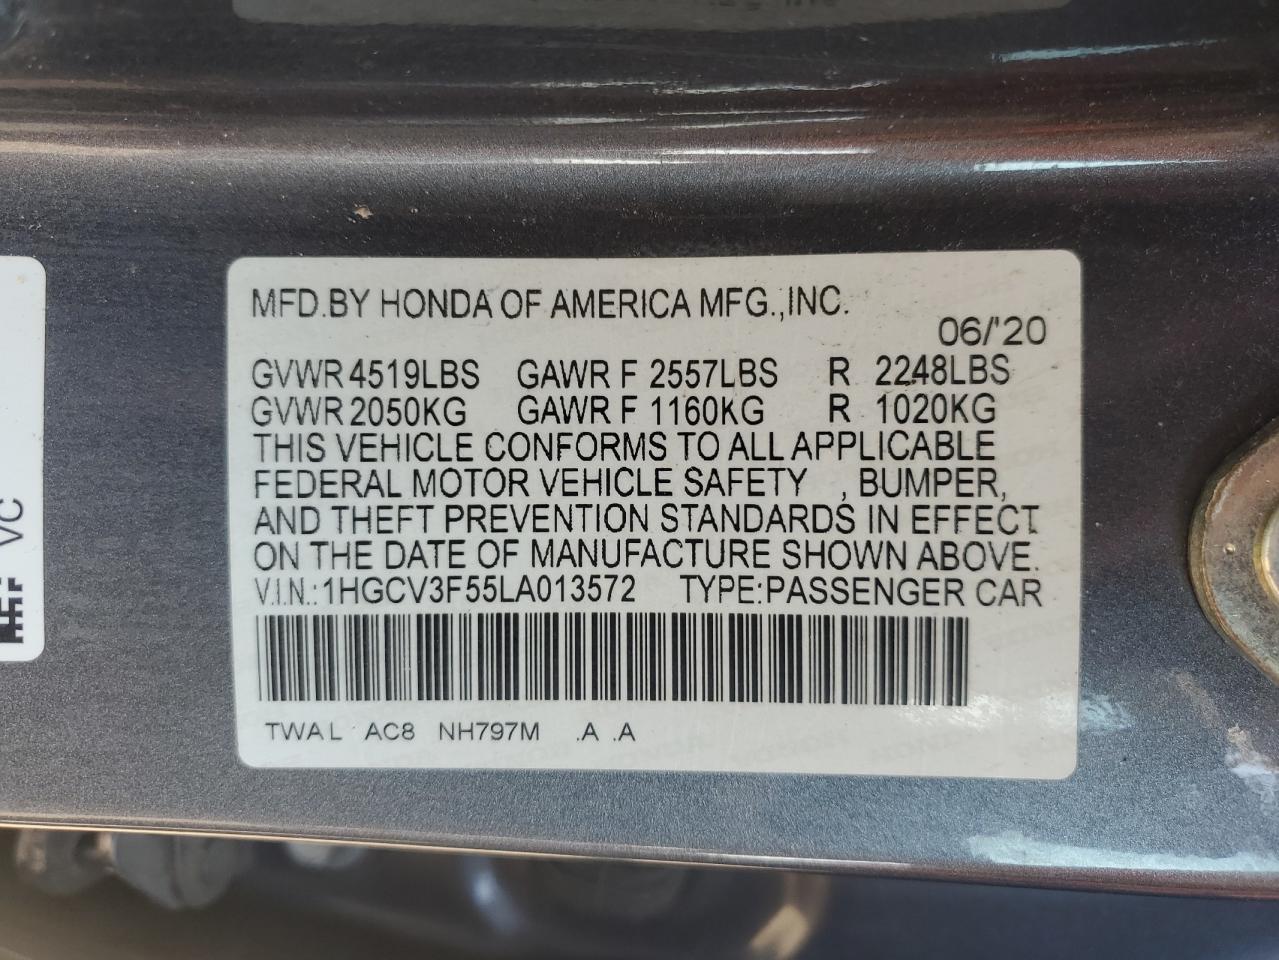 MFD.BY HONDA OF AMERICA MFG.,INC.
06/'20
GVWR 4519LBS GAWR F 2557LBS R 2248LBS
GVWR 2050KG GAWR F 1160KG R 1020KG
THIS VEHICLE CONFORMS TO ALL APPLICABLE
FEDERAL MOTOR VEHICLE SAFETY , BUMPER,
AND THEFT PREVENTION STANDARDS IN EFFECT
ON THE DATE OF MANUFACTURE SHOWN ABOVE.
V.I.N.: 1HGCV3F55LA013572 TYPE:PASSENGER CAR
TWAL AC8 NH797M .A .A
VC